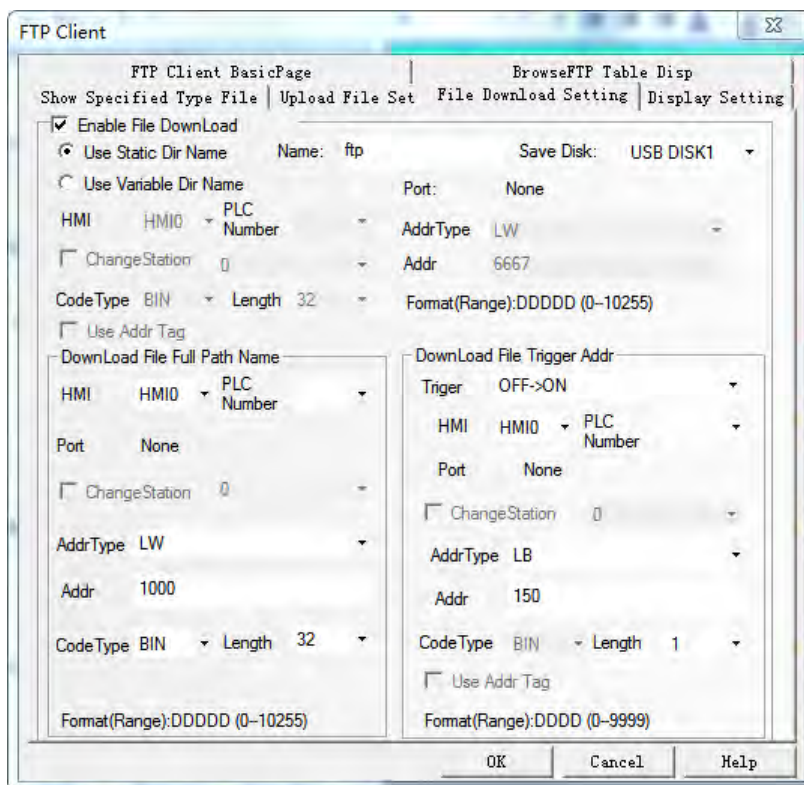 FTP Client
FTP Client BasicPage BrowseFTP Table Disp
Show Specified Type File Upload File Set File Download Setting Display Setting
Enable File DownLoad
Use Static Dir Name Name: ftp Save Disk: USB DISK1
Use Variable Dir Name Port: None
HMI HMI0 PLC Number AddrType LW
ChangeStation 0 Addr 6667
CodeType BIN Length 32 Format(Range):DDDDD (0--10255)
Use Addr Tag
DownLoad File Full Path Name
HMI HMI0 PLC Number
Port None
ChangeStation 0
AddrType LW
Addr 1000
CodeType BIN Length 32
Format(Range):DDDDD (0--10255)
DownLoad File Trigger Addr
Triger OFF->ON
HMI HMI0 PLC Number
Port None
ChangeStation 0
AddrType LB
Addr 150
CodeType BIN Length 1
Use Addr Tag
Format(Range):DDDD (0--9999)
OK Cancel Help